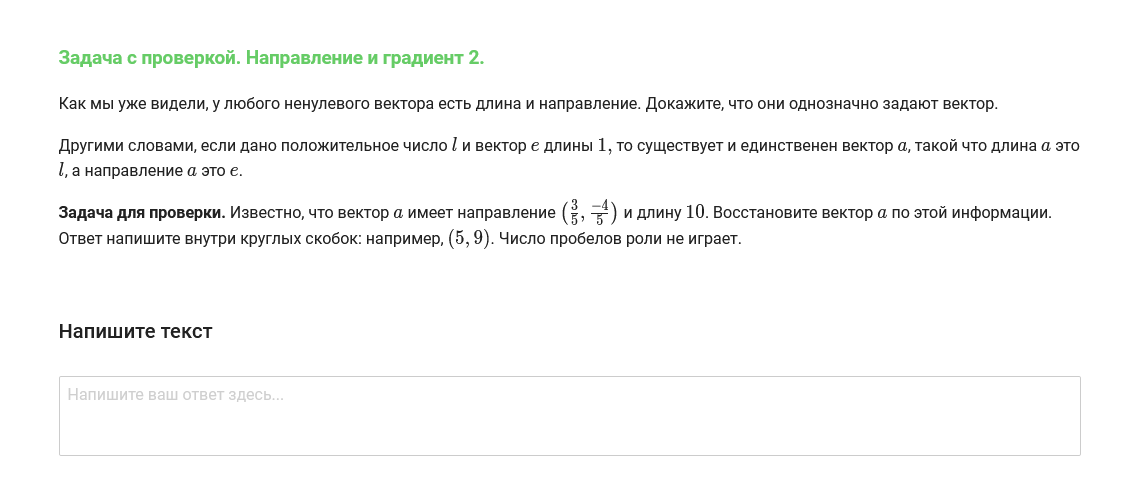 Задача с проверкой. Направление и градиент 2.
Как мы уже видели, у любого ненулевого вектора есть длина и направление. Докажите, что они однозначно задают вектор.
Другими словами, если дано положительное число l и вектор e длины 1, то существует и единственен вектор a, такой что длина a это
l, а направление a это e.
Задача для проверки. Известно, что вектор a имеет направление (3/5, −4/5) и длину 10. Восстановите вектор a по этой информации.
Ответ напишите внутри круглых скобок: например, (5, 9). Число пробелов роли не играет.
Напишите текст
Напишите ваш ответ здесь...